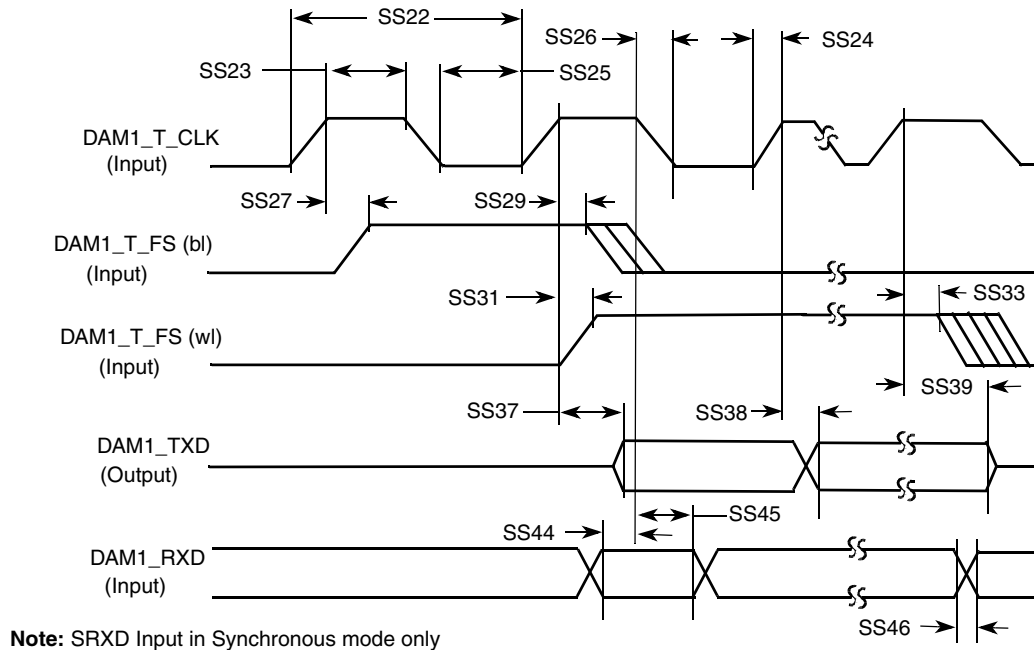 SS22
SS26
SS24
SS23
SS25
DAM1_T_CLK
(Input)
SS27
SS29
DAM1_T_FS (bl)
(Input)
SS31
SS33
DAM1_T_FS (wl)
(Input)
SS39
SS37
SS38
DAM1_TXD
(Output)
SS44
SS45
DAM1_RXD
(Input)
SS46
Note: SRXD Input in Synchronous mode only